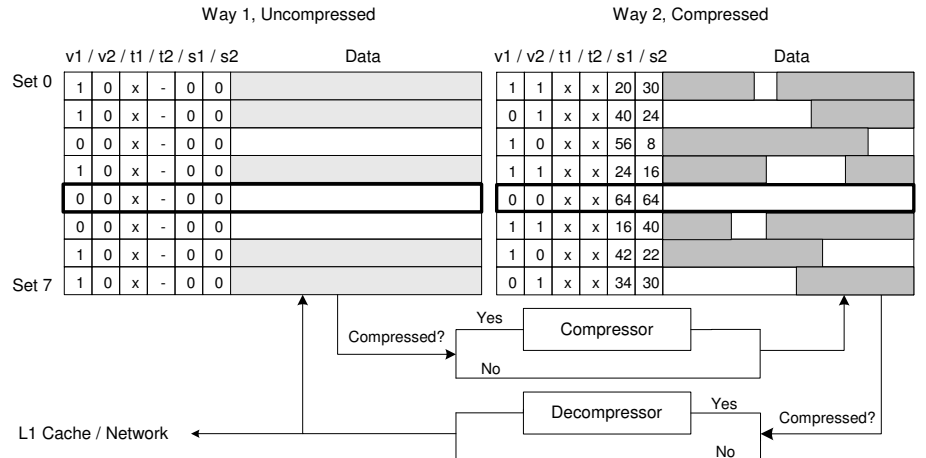 Way 1, Uncompressed
Way 2, Compressed
v1 / v2 / t1 / t2 / s1 / s2 Data
v1 / v2 / t1 / t2 / s1 / s2 Data
Set 0 1 0 x - 0 0 1 1 x x 20 30
1 0 x - 0 0 0 1 x x 40 24
0 0 x - 0 0 1 0 x x 56 8
1 0 x - 0 0 1 1 x x 24 16
0 0 x - 0 0 0 0 x x 64 64
0 0 x - 0 0 1 1 x x 16 40
1 0 x - 0 0 1 0 x x 42 22
Set 7 1 0 x - 0 0 0 1 x x 34 30
Compressed?
Yes
Compressor
No
L1 Cache / Network
Decompressor
Yes
Compressed?
No